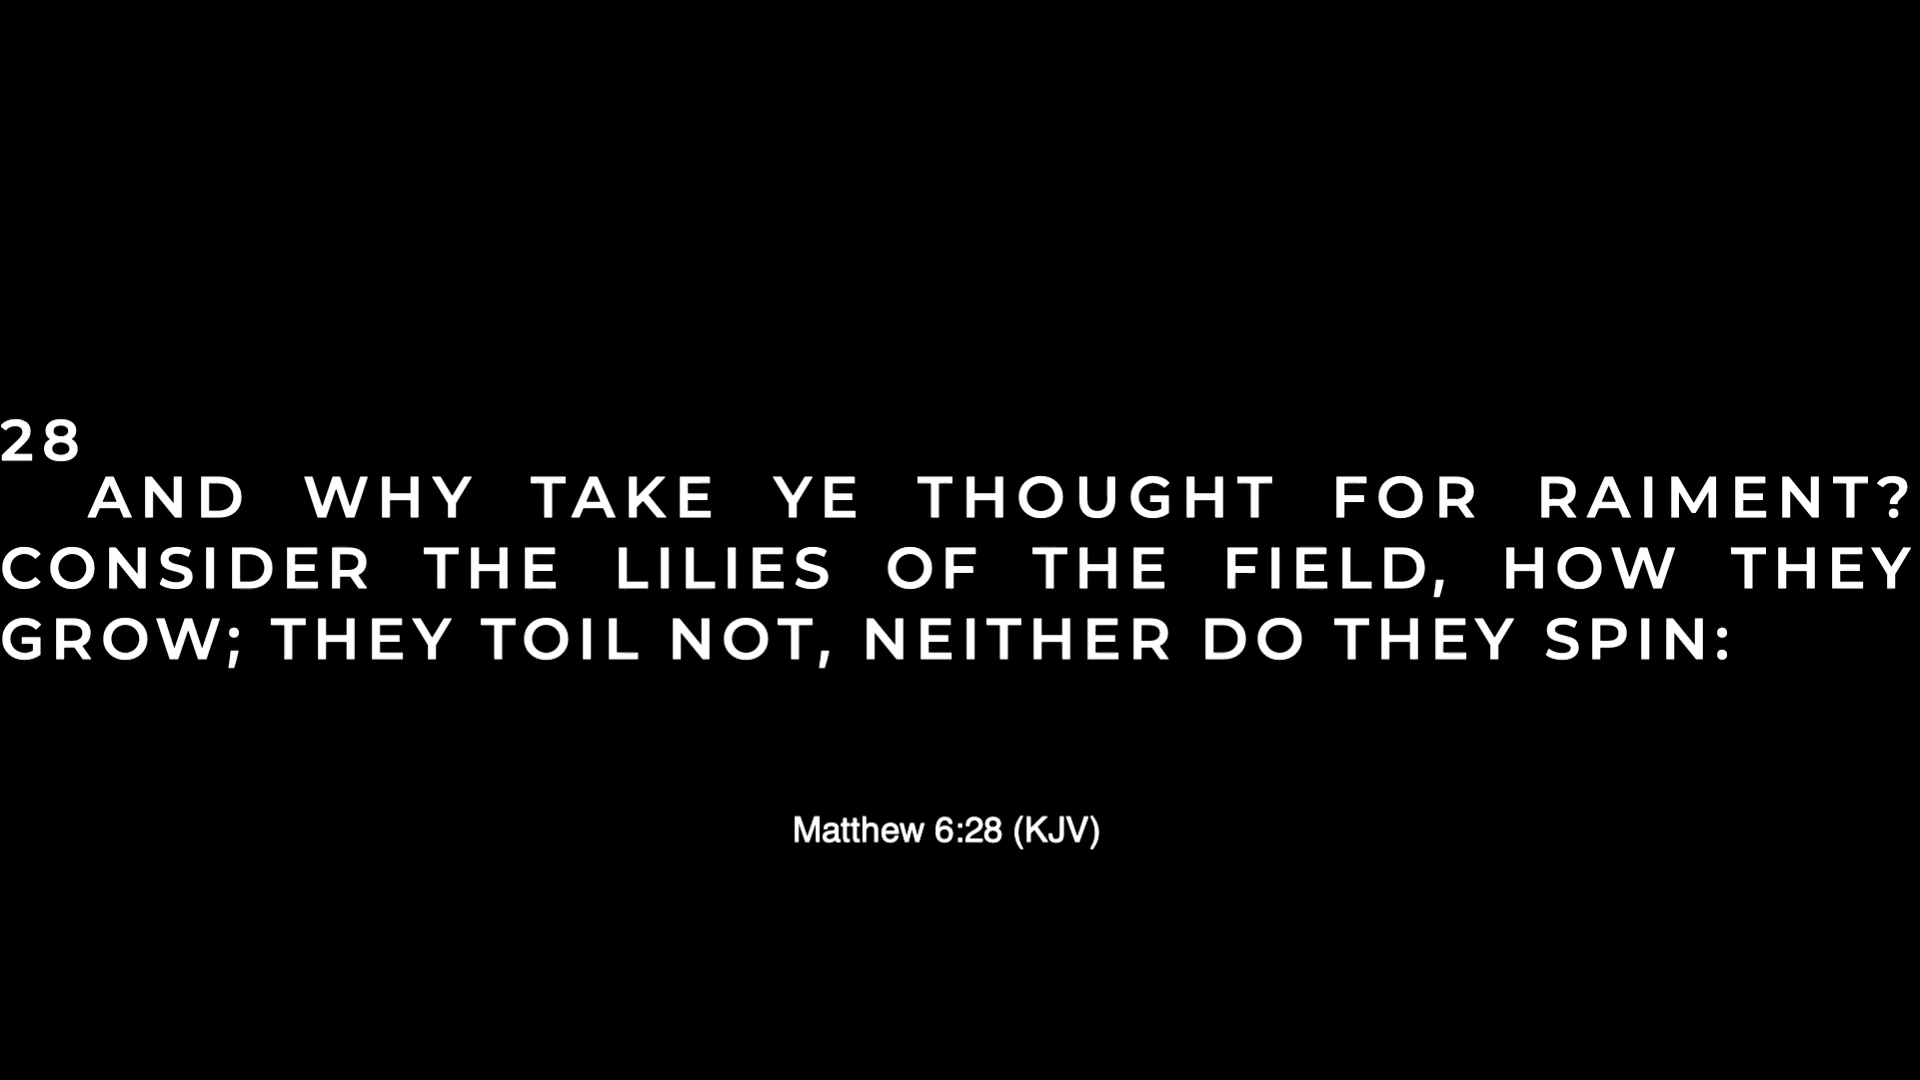 28
AND WHY TAKE YE THOUGHT FOR RAIMENT?
CONSIDER THE LILIES OF THE FIELD, HOW THEY
GROW; THEY TOIL NOT, NEITHER DO THEY SPIN:
Matthew 6:28 (KJV)